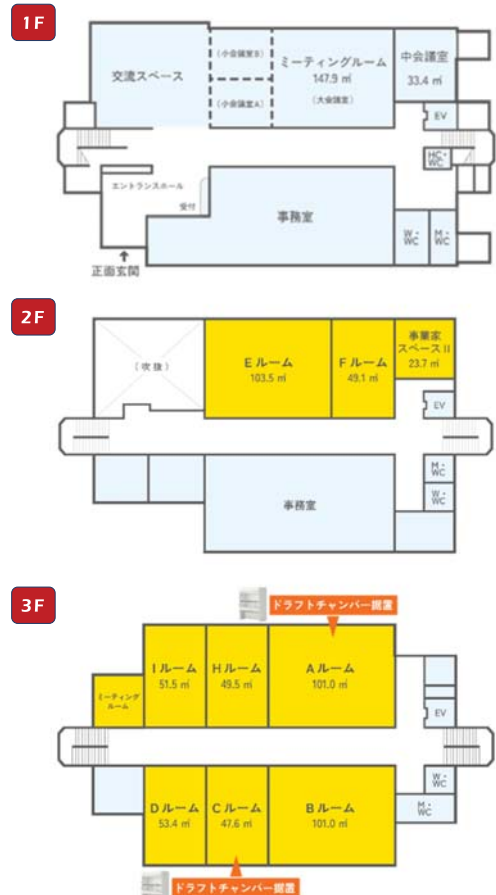 1F
交流スペース
(小会議室B)
(小会議室A)
ミーティングルーム
147.9 ㎡
(大会議室)
中会議室
33.4 ㎡
EV
HC・
WC
エントランスホール
受付
事務室
W・
WC
M・
WC
正面玄関
2F
(吹抜)
Eルーム
103.5 ㎡
Fルーム
49.1 ㎡
事業家
スペースⅡ
23.7 ㎡
EV
M・
WC
W・
WC
事務室
3F
ドラフトチャンバー据置
ミーティング
ルーム
Iルーム
51.5 ㎡
Hルーム
49.5 ㎡
Aルーム
101.0 ㎡
EV
Dルーム
53.4 ㎡
Cルーム
47.6 ㎡
Bルーム
101.0 ㎡
W・
WC
M・
WC
ドラフトチャンバー据置